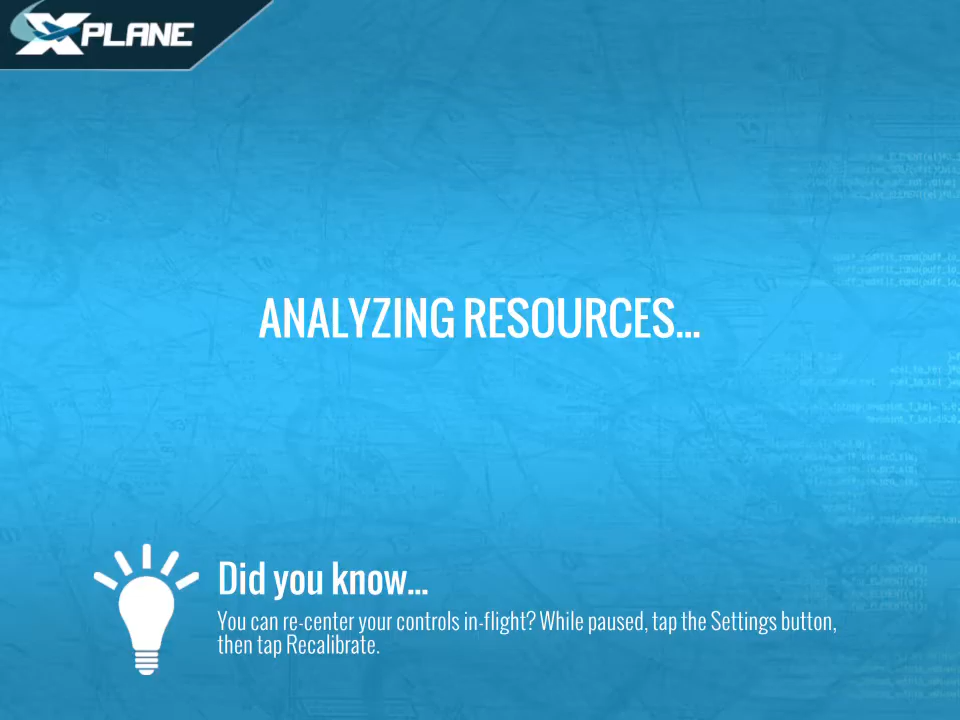 X PLANE
ANALYZING RESOURCES...
Did you know...
You can re-center your controls in-flight? While paused, tap the Settings button,
then tap Recalibrate.